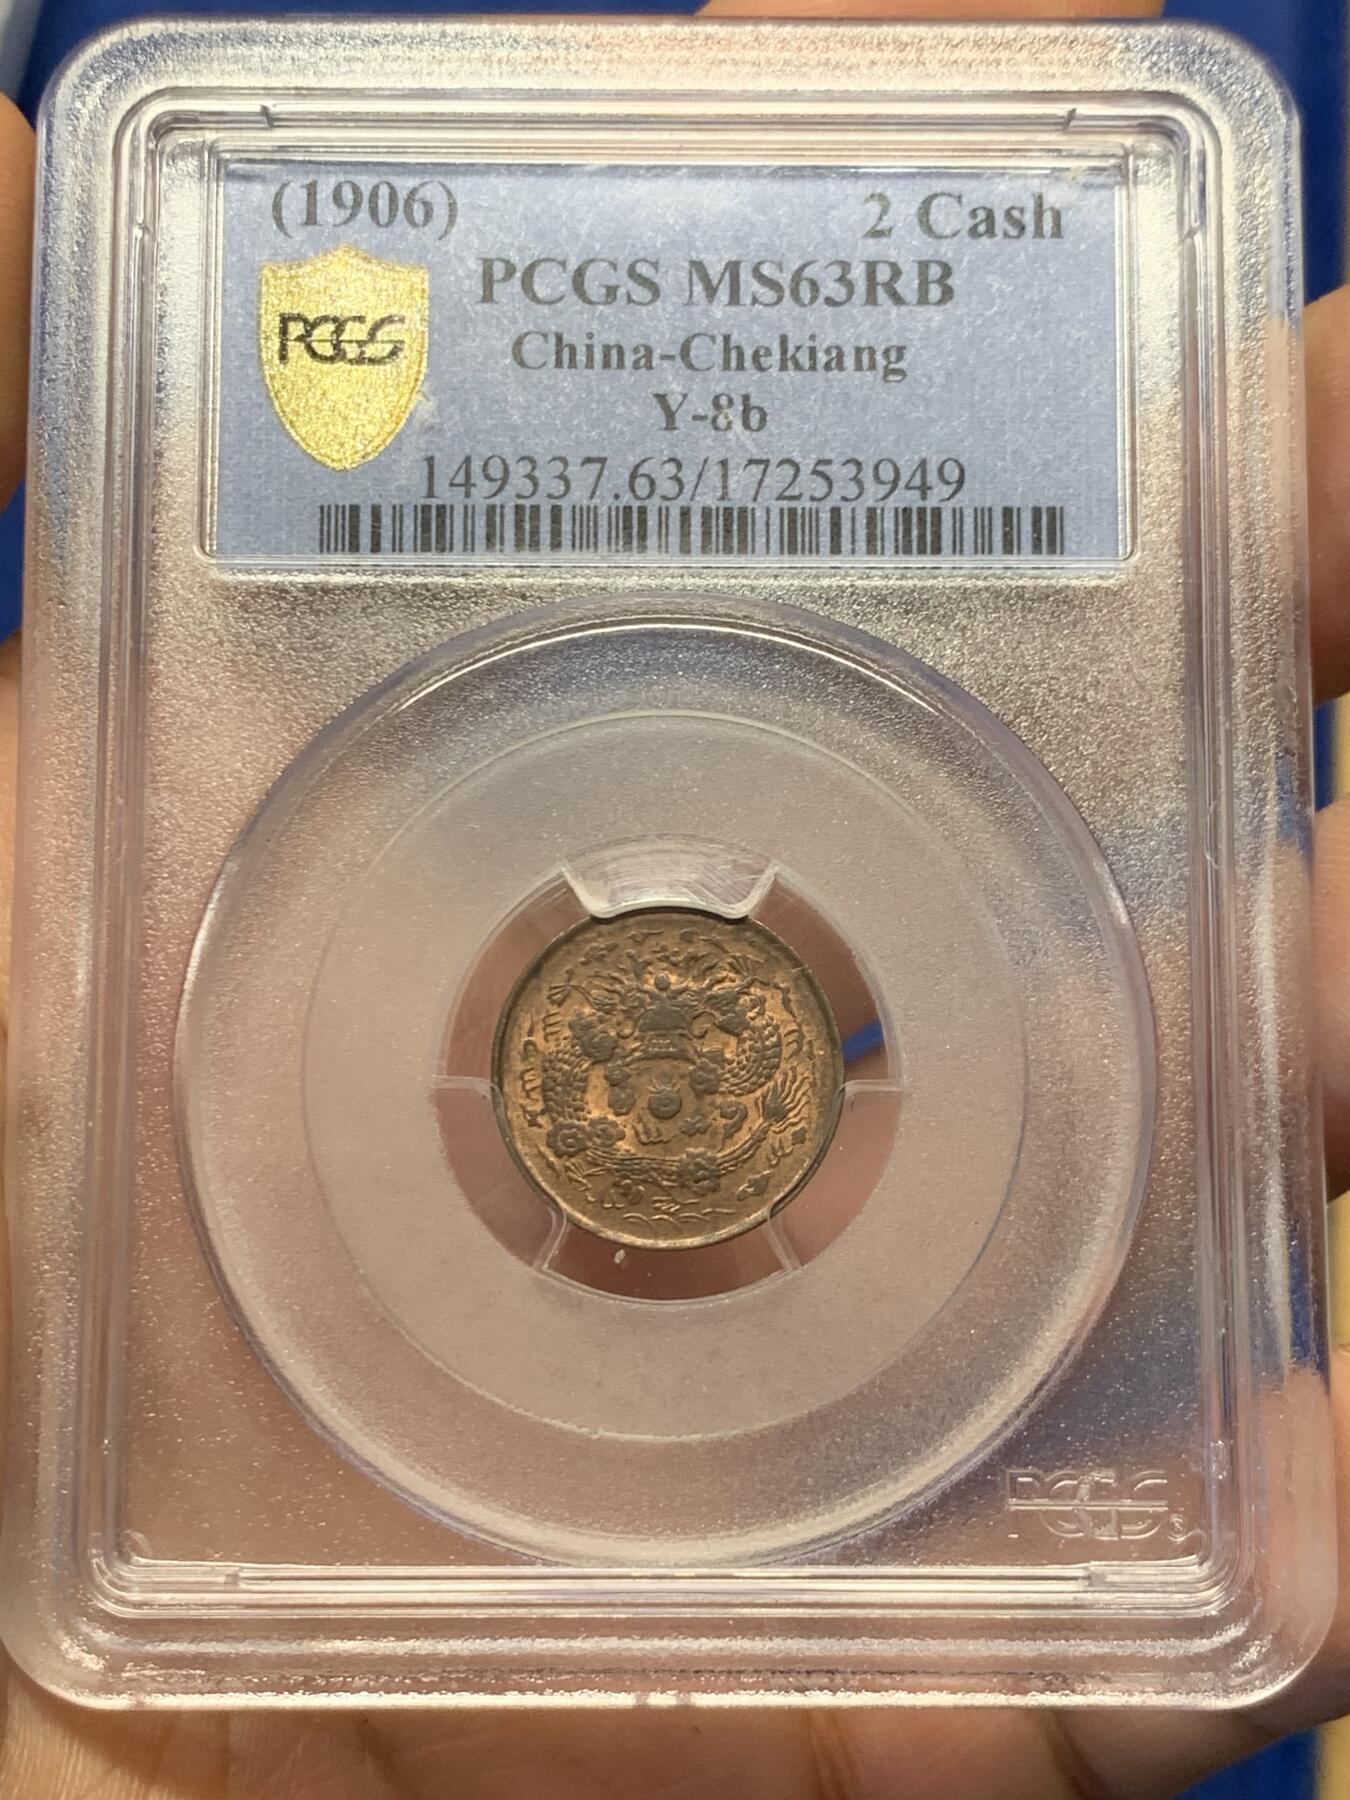 (1906) 2 Cash
PCGS MS63RB
PCGS
China-Chekiang
Y-8b
149337.63/17253949
PCGS